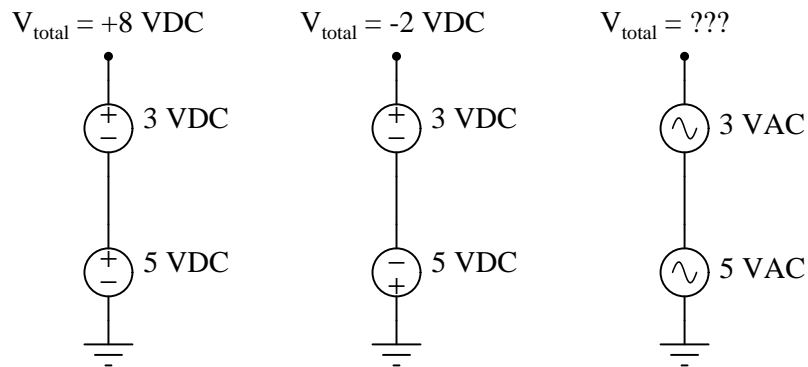 V_total = +8 VDC
V_total = -2 VDC
V_total = ???
+
−
3 VDC
+
−
3 VDC
3 VAC
+
−
5 VDC
−
+
5 VDC
5 VAC